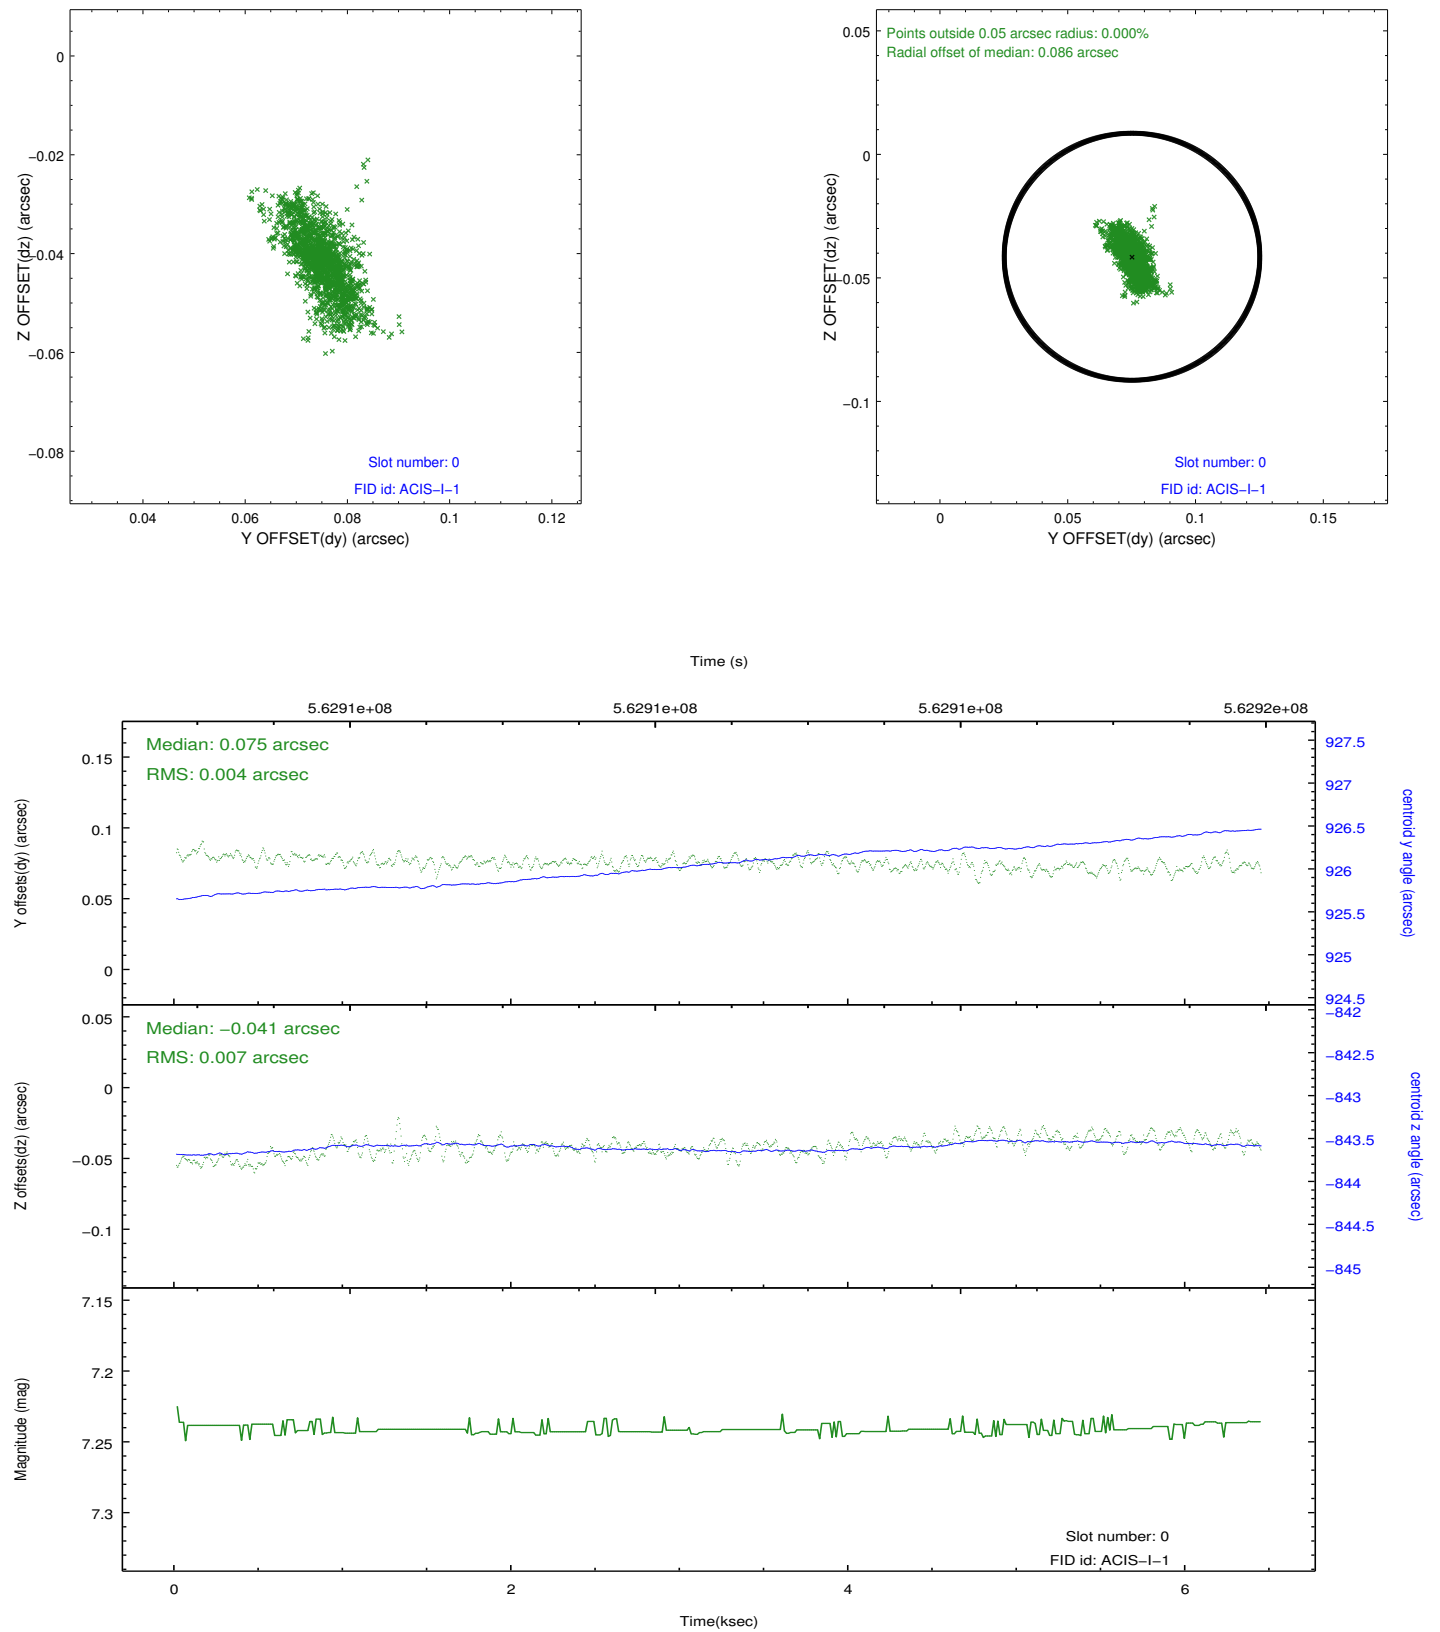 0
−0.02
−0.04
−0.06
−0.08
Z OFFSET(dz) (arcsec)
Slot number: 0
FID id: ACIS−I−1
0.04
0.06
0.08
0.1
0.12
Y OFFSET(dy) (arcsec)
Points outside 0.05 arcsec radius: 0.000%
Radial offset of median: 0.086 arcsec
0.05
0
−0.05
−0.1
Z OFFSET(dz) (arcsec)
Slot number: 0
FID id: ACIS−I−1
0
0.05
0.1
0.15
Y OFFSET(dy) (arcsec)
Time (s)
5.6291e+08
5.6291e+08
5.6291e+08
5.6292e+08
Median: 0.075 arcsec
RMS: 0.004 arcsec
0.15
0.1
0.05
0
Y offsets(dy) (arcsec)
927.5
927
926.5
926
925.5
925
924.5
centroid y angle (arcsec)
Median: −0.041 arcsec
RMS: 0.007 arcsec
0.05
0
−0.05
−0.1
Z offsets(dz) (arcsec)
−842
−842.5
−843
−843.5
−844
−844.5
−845
centroid z angle (arcsec)
7.15
7.2
7.25
7.3
Magnitude (mag)
Slot number: 0
FID id: ACIS−I−1
0
2
4
6
Time(ksec)